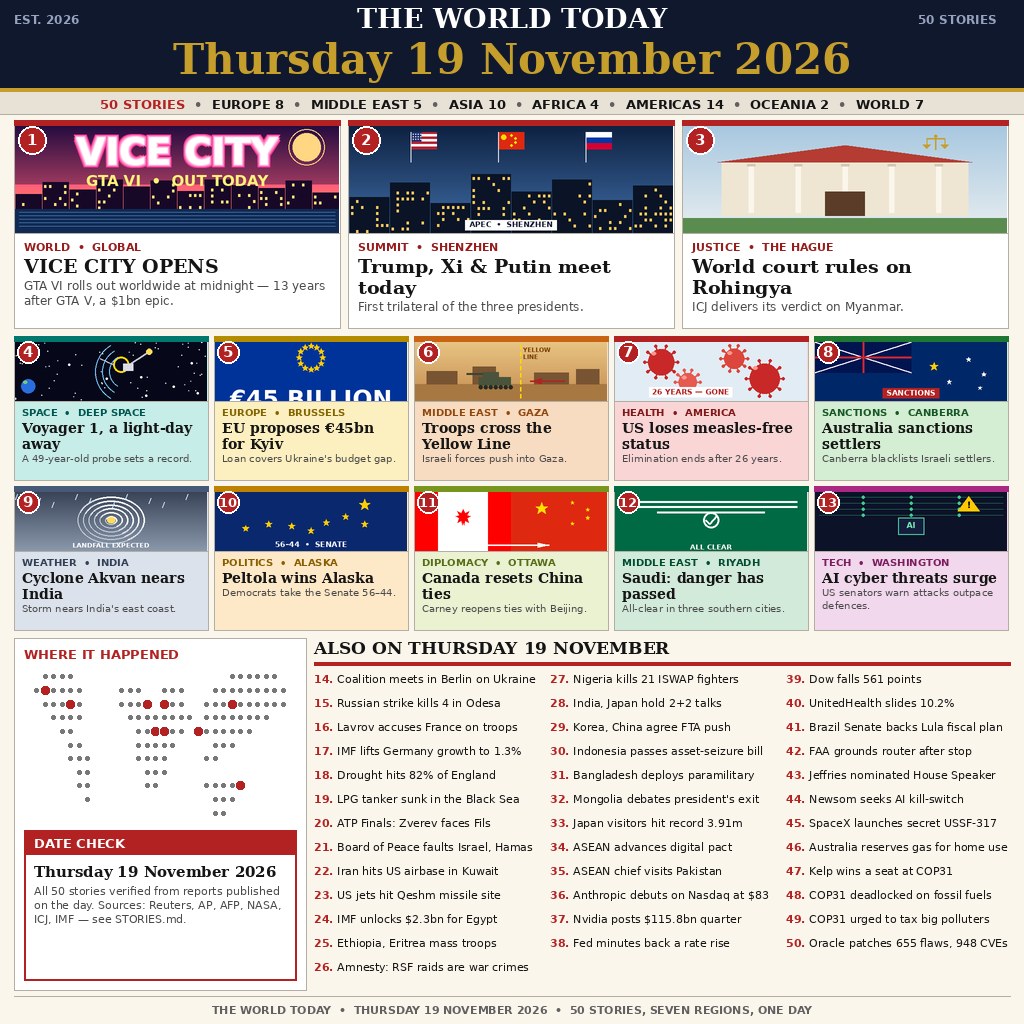 EST. 2026
THE WORLD TODAY
50 STORIES
Thursday 19 November 2026
50 STORIES • EUROPE 8 • MIDDLE EAST 5 • ASIA 10 • AFRICA 4 • AMERICAS 14 • OCEANIA 2 • WORLD 7
1
VICE CITY
GTA VI • OUT TODAY
WORLD • GLOBAL
VICE CITY OPENS
GTA VI rolls out worldwide at midnight — 13 years
after GTA V, a $1bn epic.
2
APEC • SHENZHEN
SUMMIT • SHENZHEN
Trump, Xi & Putin meet
today
First trilateral of the three presidents.
3
JUSTICE • THE HAGUE
World court rules on
Rohingya
ICJ delivers its verdict on Myanmar.
4
SPACE • DEEP SPACE
Voyager 1, a light-day
away
A 49-year-old probe sets a record.
5
€45 BILLION
EUROPE • BRUSSELS
EU proposes €45bn
for Kyiv
Loan covers Ukraine's budget gap.
6
YELLOW
LINE
MIDDLE EAST • GAZA
Troops cross the
Yellow Line
Israeli forces push into Gaza.
7
26 YEARS — GONE
HEALTH • AMERICA
US loses measles-free
status
Elimination ends after 26 years.
8
SANCTIONS
SANCTIONS • CANBERRA
Australia sanctions
settlers
Canberra blacklists Israeli settlers.
9
LANDFALL EXPECTED
WEATHER • INDIA
Cyclone Akvan nears
India
Storm nears India's east coast.
10
56–44 • SENATE
POLITICS • ALASKA
Peltola wins Alaska
Democrats take the Senate 56–44.
11
DIPLOMACY • OTTAWA
Canada resets China
ties
Carney reopens ties with Beijing.
12
ALL CLEAR
MIDDLE EAST • RIYADH
Saudi: danger has
passed
All-clear in three southern cities.
13
AI
!
TECH • WASHINGTON
AI cyber threats surge
US senators warn attacks outpace
defences.
WHERE IT HAPPENED
DATE CHECK
Thursday 19 November 2026
All 50 stories verified from reports published
on the day. Sources: Reuters, AP, AFP, NASA,
ICJ, IMF — see STORIES.md.
ALSO ON THURSDAY 19 NOVEMBER
14. Coalition meets in Berlin on Ukraine
15. Russian strike kills 4 in Odesa
16. Lavrov accuses France on troops
17. IMF lifts Germany growth to 1.3%
18. Drought hits 82% of England
19. LPG tanker sunk in the Black Sea
20. ATP Finals: Zverev faces Fils
21. Board of Peace faults Israel, Hamas
22. Iran hits US airbase in Kuwait
23. US jets hit Qeshm missile site
24. IMF unlocks $2.3bn for Egypt
25. Ethiopia, Eritrea mass troops
26. Amnesty: RSF raids are war crimes
27. Nigeria kills 21 ISWAP fighters
28. India, Japan hold 2+2 talks
29. Korea, China agree FTA push
30. Indonesia passes asset-seizure bill
31. Bangladesh deploys paramilitary
32. Mongolia debates president's exit
33. Japan visitors hit record 3.91m
34. ASEAN advances digital pact
35. ASEAN chief visits Pakistan
36. Anthropic debuts on Nasdaq at $83
37. Nvidia posts $115.8bn quarter
38. Fed minutes back a rate rise
39. Dow falls 561 points
40. UnitedHealth slides 10.2%
41. Brazil Senate backs Lula fiscal plan
42. FAA grounds router after stop
43. Jeffries nominated House Speaker
44. Newsom seeks AI kill-switch
45. SpaceX launches secret USSF-317
46. Australia reserves gas for home use
47. Kelp wins a seat at COP31
48. COP31 deadlocked on fossil fuels
49. COP31 urged to tax big polluters
50. Oracle patches 655 flaws, 948 CVEs
THE WORLD TODAY • THURSDAY 19 NOVEMBER 2026 • 50 STORIES, SEVEN REGIONS, ONE DAY